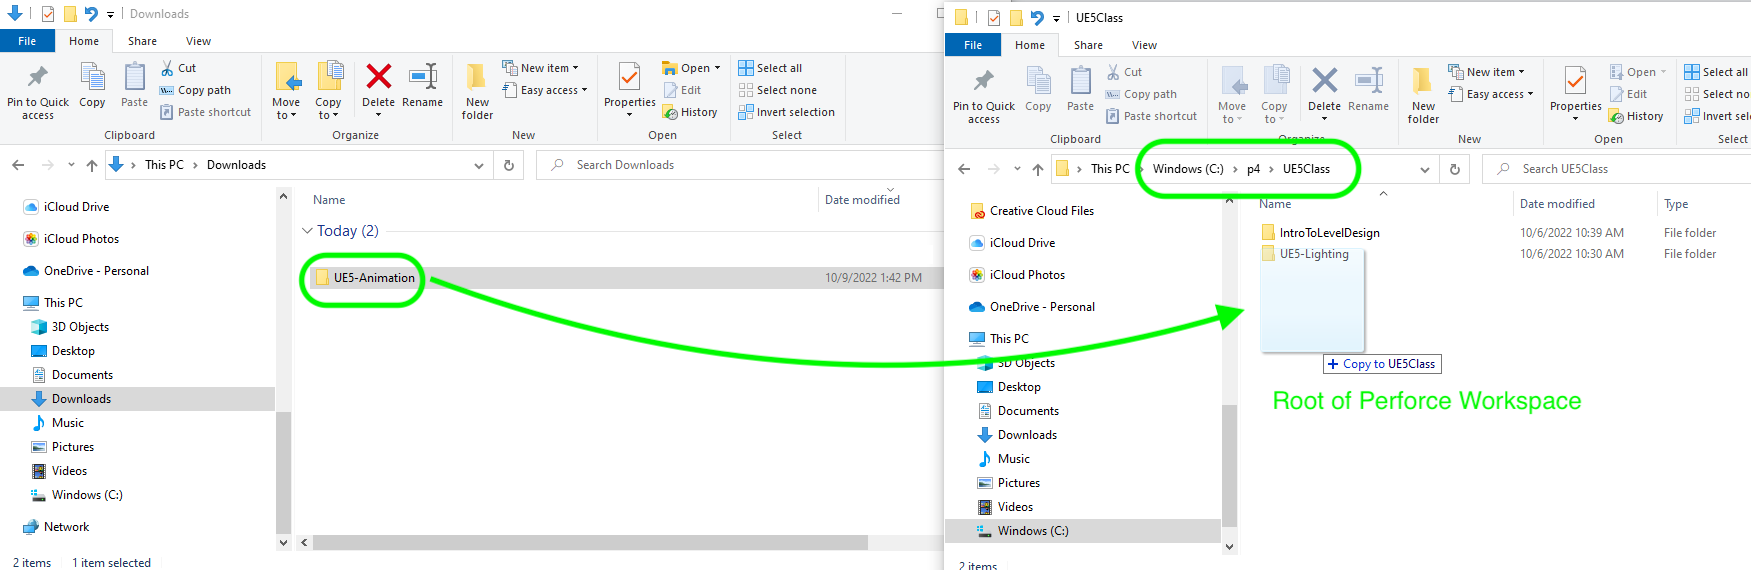 Downloads
File
Home
Share
View
Pin to Quick access
Copy
Paste
Cut
Copy path
Paste shortcut
Clipboard
Move to
Copy to
Delete
Rename
Organize
New folder
New item
Easy access
New
Properties
Open
Edit
History
Open
Select all
Select none
Invert selection
Select
This PC > Downloads
Search Downloads
iCloud Drive
iCloud Photos
OneDrive - Personal
This PC
3D Objects
Desktop
Documents
Downloads
Music
Pictures
Videos
Windows (C:)
Network
Name
Date modified
Today (2)
UE5-Animation
10/9/2022 1:42 PM
2 items
1 item selected
UE5Class
File
Home
Share
View
Pin to Quick access
Copy
Paste
Cut
Copy path
Paste shortcut
Clipboard
Move to
Copy to
Delete
Rename
Organize
New folder
New item
Easy access
New
Properties
Open
Edit
History
Open
Select all
Select no
Invert selec
Select
This PC > Windows (C:) > p4 > UE5Class
Search UE5Class
Creative Cloud Files
iCloud Drive
iCloud Photos
OneDrive - Personal
This PC
3D Objects
Desktop
Documents
Downloads
Music
Pictures
Videos
Windows (C:)
Name
Date modified
Type
IntroToLevelDesign
10/6/2022 10:39 AM
File folder
UE5-Lighting
10/6/2022 10:30 AM
File folder
+ Copy to UE5Class
Root of Perforce Workspace
2 items